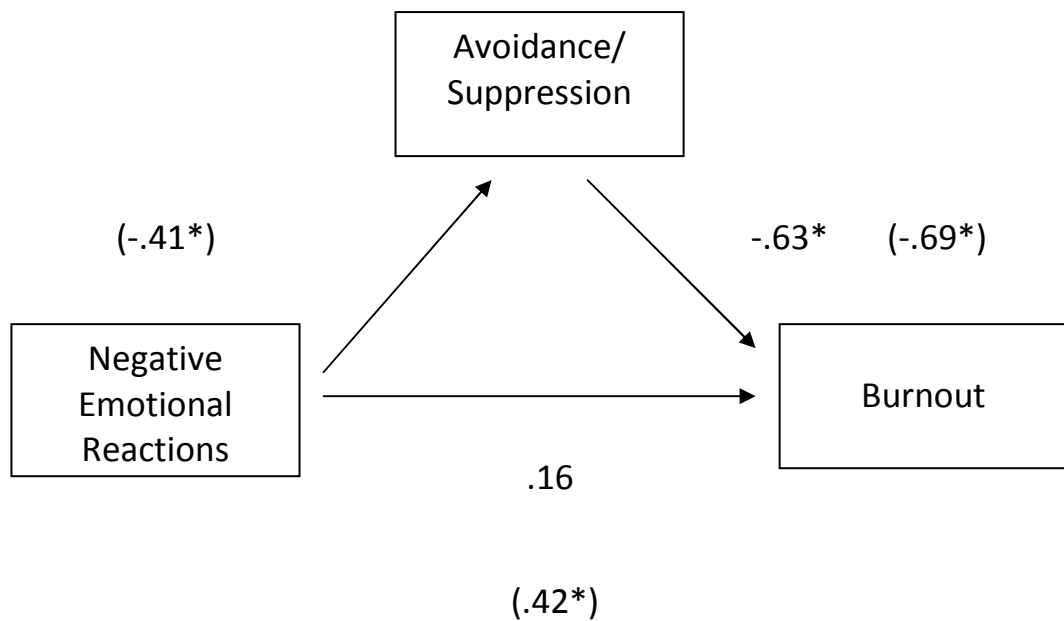 Avoidance/
Suppression
(-.41*)
-.63* (-.69*)
Negative
Emotional
Reactions
Burnout
.16
(.42*)